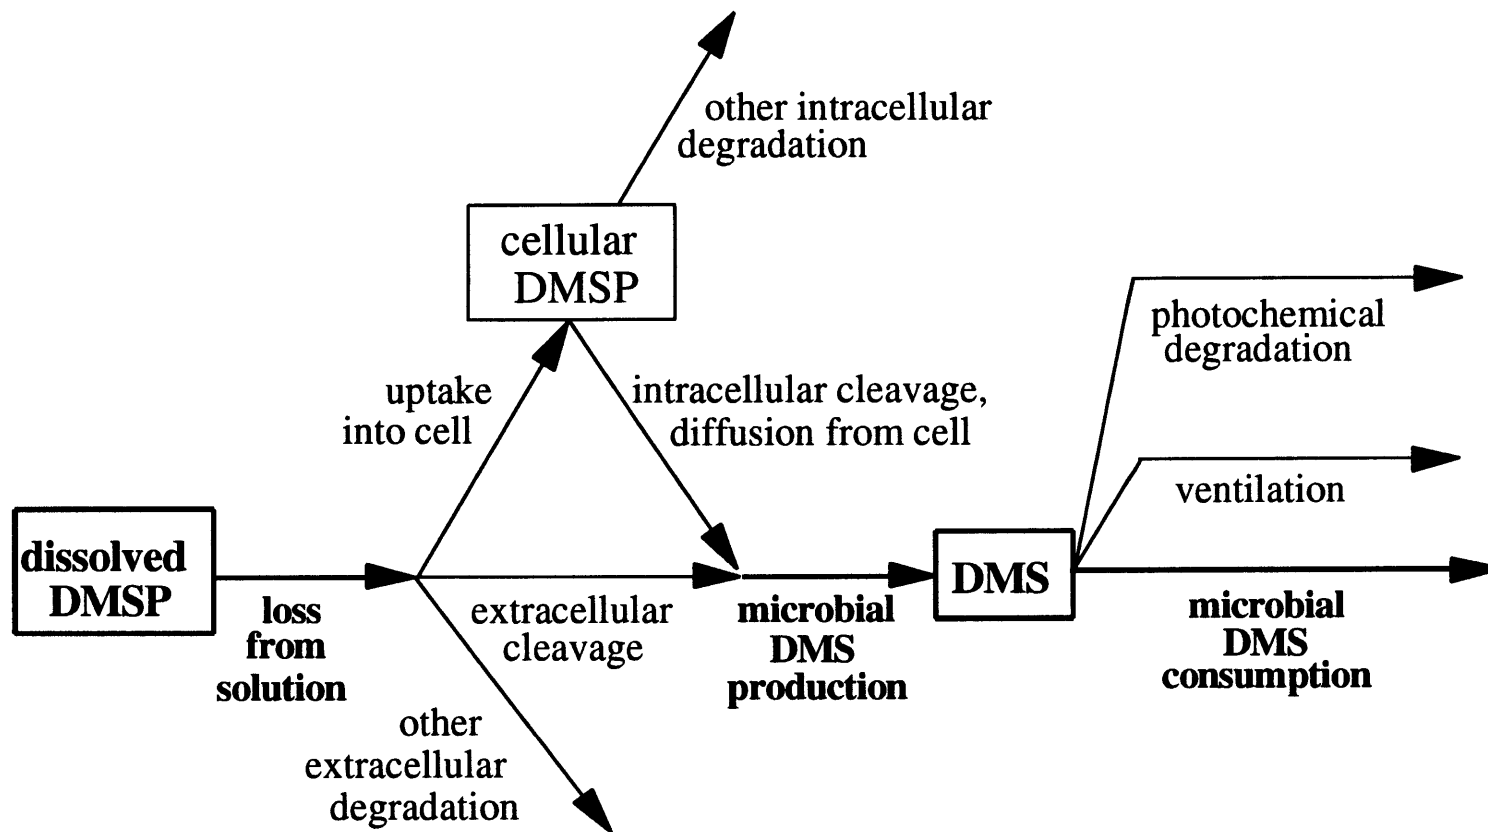 other intracellular
degradation
cellular
DMSP
photochemical
degradation
uptake
into cell
intracellular cleavage,
diffusion from cell
ventilation
dissolved
DMSP
loss
from
solution
extracellular
cleavage
microbial
DMS
production
DMS
microbial
DMS
consumption
other
extracellular
degradation